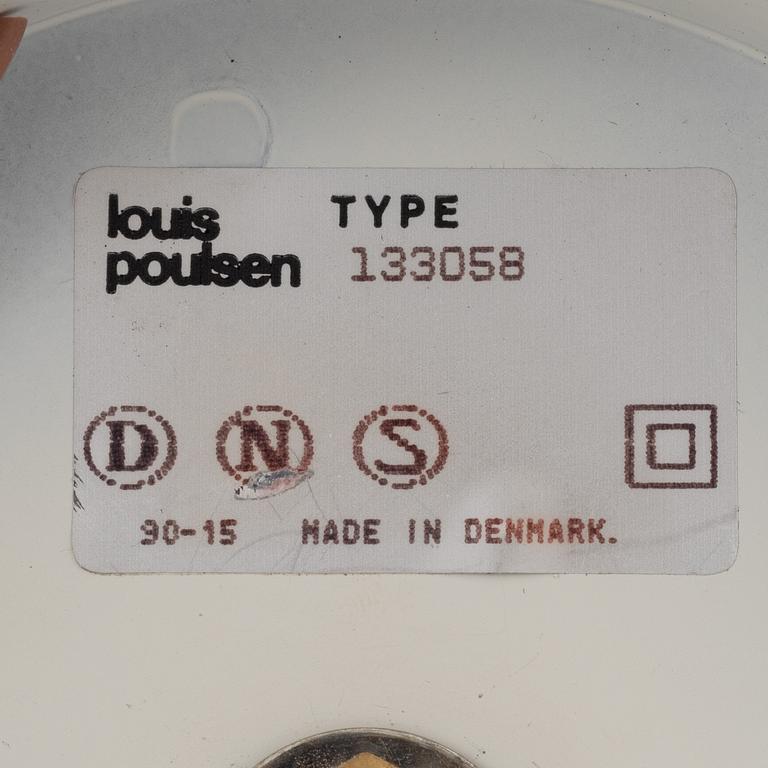 louis TYPE
poulsen 133058
D N S
90-15 MADE IN DENMARK.